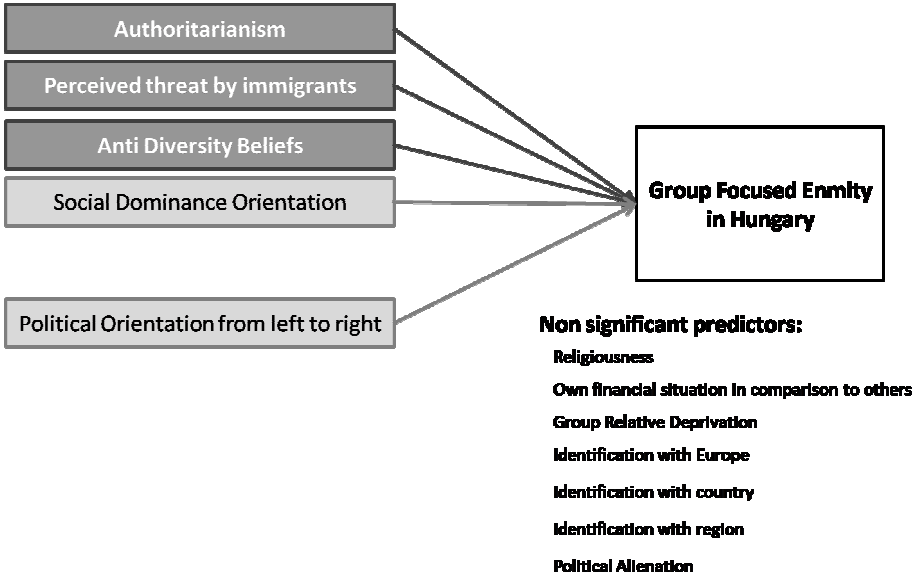 Authoritarianism
Perceived threat by immigrants
Anti Diversity Beliefs
Social Dominance Orientation
Political Orientation from left to right
Group Focused Enmity
in Hungary
Non significant predictors:
Religiousness
Own financial situation in comparison to others
Group Relative Deprivation
Identification with Europe
Identification with country
Identification with region
Political Alienation